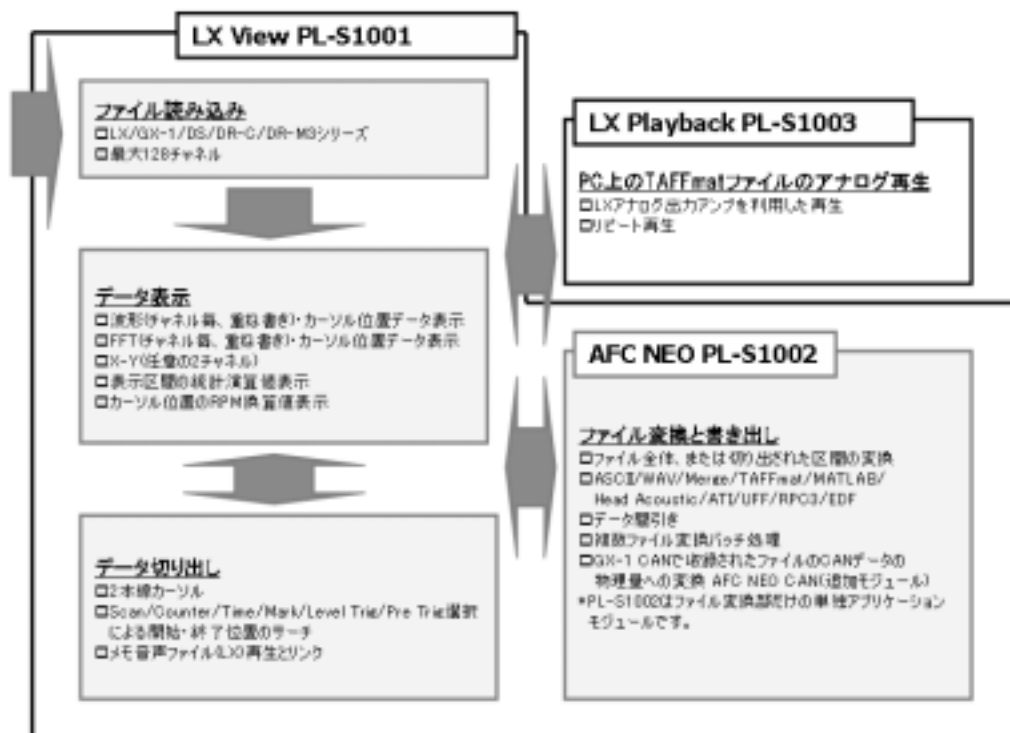 LX View PL-S1001
ファイル読み込み
□LX/GX-1/DS/DR-C/DR-M3シリーズ
□最大128チャネル
データ表示
□波形(チャネル毎、重ね書き)・カーソル位置データ表示
□FFT(チャネル毎、重ね書き)・カーソル位置データ表示
□X-Y(任意の2チャネル)
□表示区間の統計演算値表示
□カーソル位置のRPM換算値表示
データ切り出し
□2本線カーソル
□Scan/Counter/Time/Mark/Level Trig/Pre Trig選択
による開始・終了位置のサーチ
□メモ音声ファイル(LX)再生とリンク
LX Playback PL-S1003
PC上のTAFFmatファイルのアナログ再生
□LXアナログ出力アンプを利用した再生
□リピート再生
AFC NEO PL-S1002
ファイル変換と書き出し
□ファイル全体、または切り出された区間の変換
□ASCII/WAV/Merge/TAFFmat/MATLAB/
Head Acoustic/ATI/UFF/RPC3/EDF
□データ間引き
□複数ファイル変換バッチ処理
□GX-1 CANで収録されたファイルのCANデータの
物理量への変換 AFC NEO CAN(追加モジュール)
*PL-S1002はファイル変換部だけの単独アプリケーション
モジュールです。